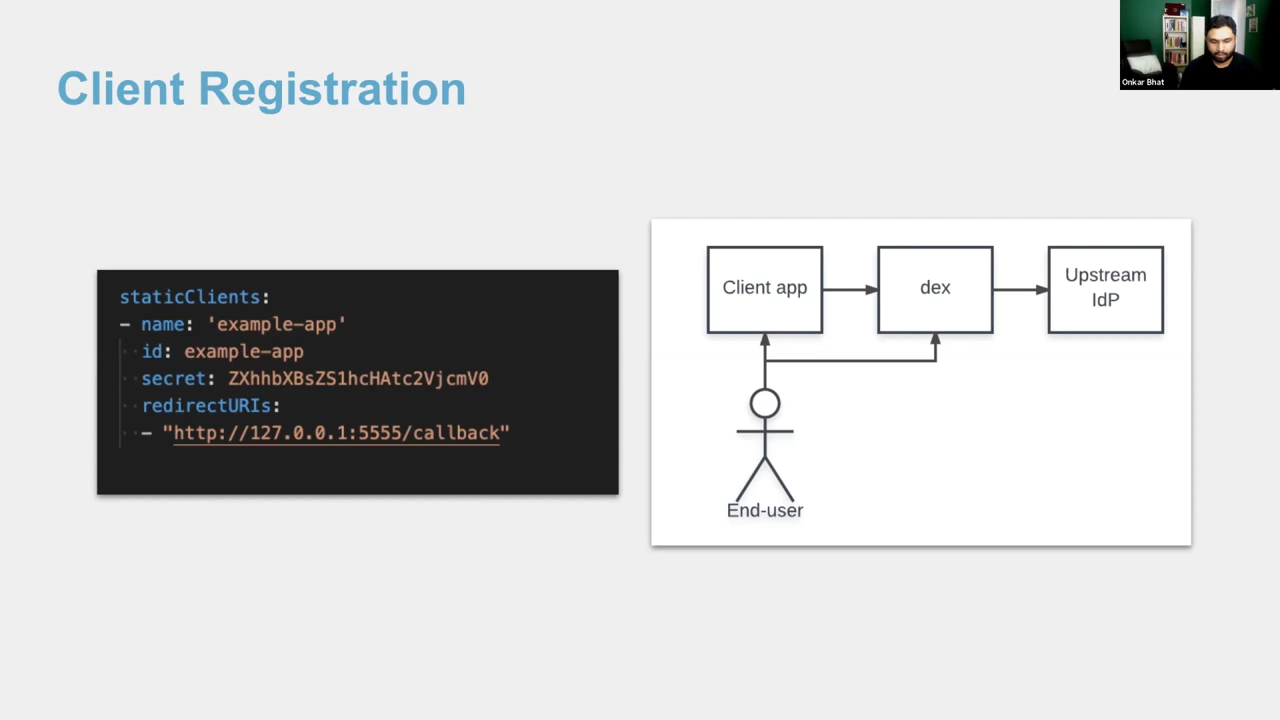 Client Registration
Onkar Bhat
staticClients:
- name: 'example-app'
id: example-app
secret: ZXhhbXBsZS1hcHAtc2VjcmV0
redirectURIs:
- "http://127.0.0.1:5555/callback"
Client app
dex
Upstream
IdP
End-user